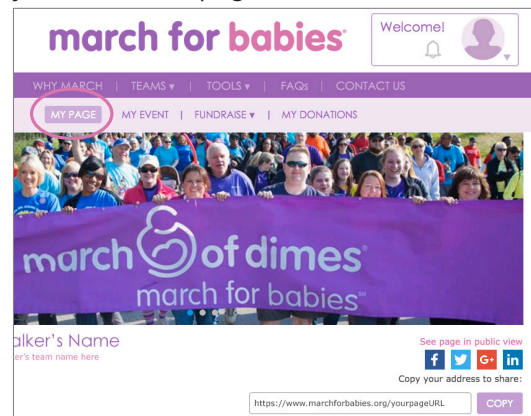 march for babies®
Welcome!
WHY MARCH | TEAMS ▾ | TOOLS ▾ | FAQs | CONTACT US
MY PAGE MY EVENT | FUNDRAISE ▾ | MY DONATIONS
march of dimes®
march for babies℠
alker's Name
er's team name here
See page in public view
f G+ in
Copy your address to share:
https://www.marchforbabies.org/yourpageURL COPY